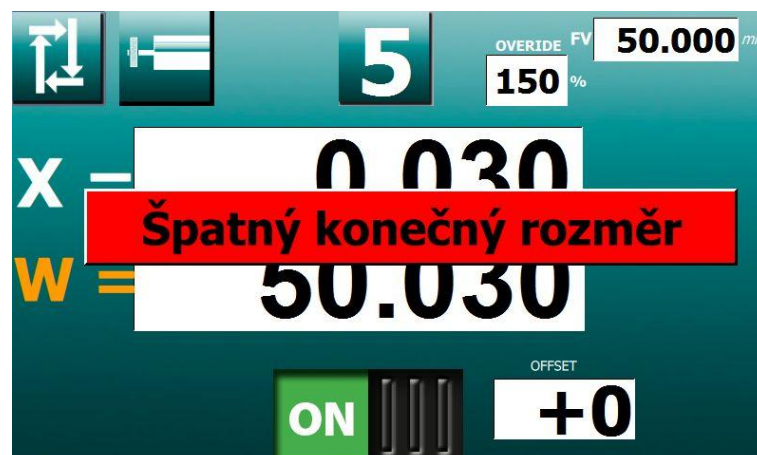 5
OVERIDE
FV
50.000
150
%
X
0.030
Špatný konečný rozměr
W =
50.030
ON
OFFSET
+0